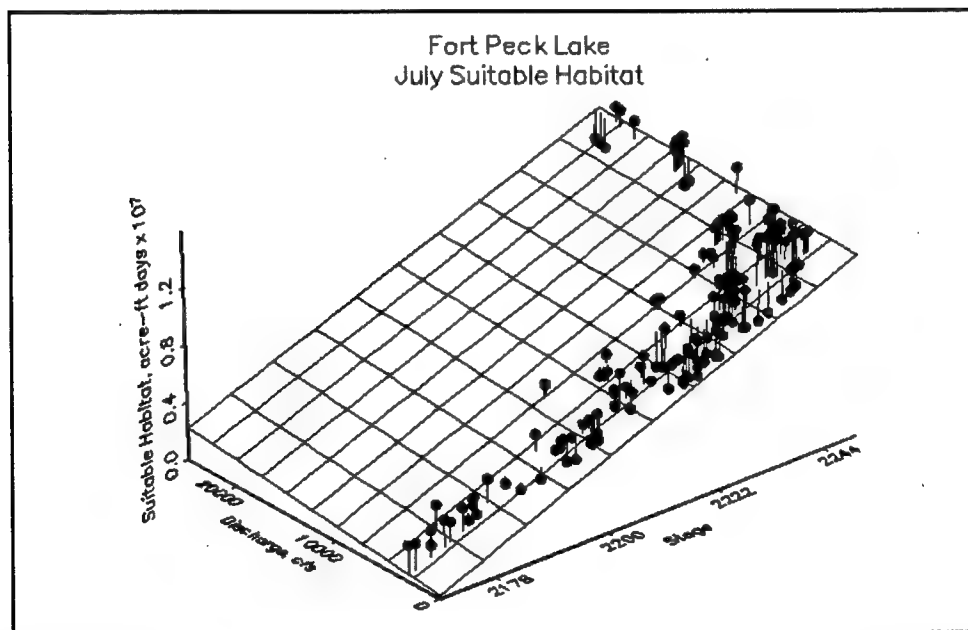 Fort Peck Lake
July Suitable Habitat
Suitable Habitat, acre-ft days x 10⁷
1.2
0.8
0.4
0.0
20000
10000
0
Discharge, cfs
2178
2200
2222
2244
Stage